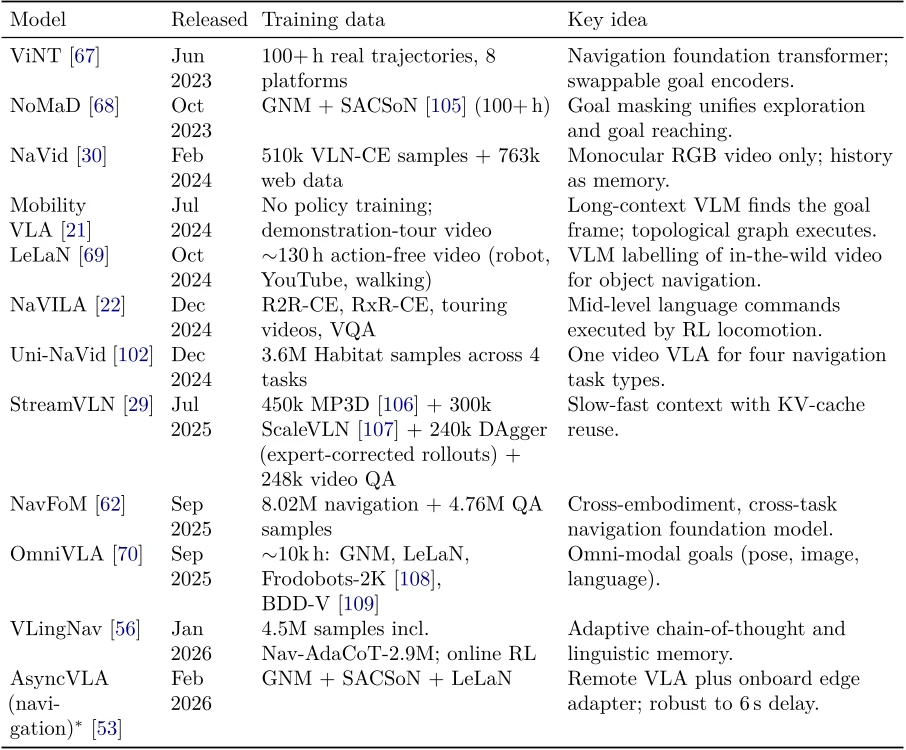 Model Released Training data Key idea
ViNT [67] Jun 100+ h real trajectories, 8 Navigation foundation transformer;
2023 platforms swappable goal encoders.
NoMaD [68] Oct GNM + SACSoN [105] (100+ h) Goal masking unifies exploration
2023 and goal reaching.
NaVid [30] Feb 510k VLN-CE samples + 763k Monocular RGB video only; history
2024 web data as memory.
Mobility Jul No policy training; Long-context VLM finds the goal
VLA [21] 2024 demonstration-tour video frame; topological graph executes.
LeLaN [69] Oct ∼130 h action-free video (robot, VLM labelling of in-the-wild video
2024 YouTube, walking) for object navigation.
NaVILA [22] Dec R2R-CE, RxR-CE, touring Mid-level language commands
2024 videos, VQA executed by RL locomotion.
Uni-NaVid [102] Dec 3.6M Habitat samples across 4 One video VLA for four navigation
2024 tasks task types.
StreamVLN [29] Jul 450k MP3D [106] + 300k Slow-fast context with KV-cache
2025 ScaleVLN [107] + 240k DAgger reuse.
(expert-corrected rollouts) +
248k video QA
NavFoM [62] Sep 8.02M navigation + 4.76M QA Cross-embodiment, cross-task
2025 samples navigation foundation model.
OmniVLA [70] Sep ∼10k h: GNM, LeLaN, Omni-modal goals (pose, image,
2025 Frodobots-2K [108], language).
BDD-V [109]
VLingNav [56] Jan 4.5M samples incl. Adaptive chain-of-thought and
2026 Nav-AdaCoT-2.9M; online RL linguistic memory.
AsyncVLA Feb GNM + SACSoN + LeLaN Remote VLA plus onboard edge
(navi- 2026 adapter; robust to 6 s delay.
gation)* [53]